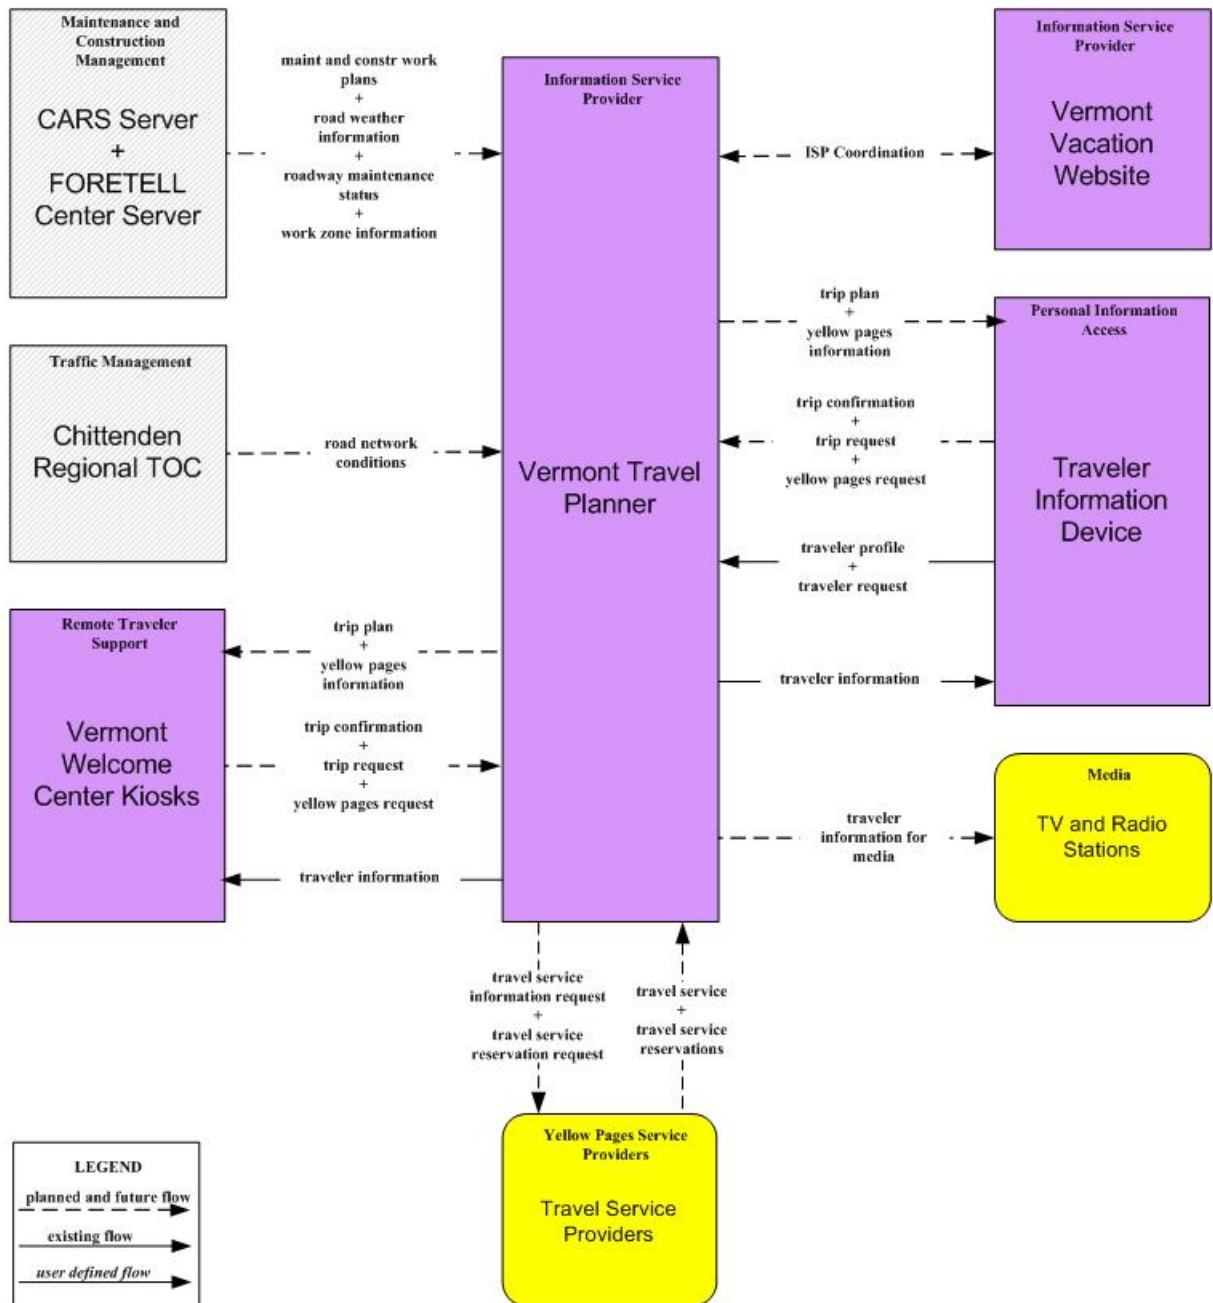 Maintenance and
Construction
Management
CARS Server
+
FORETELL
Center Server
maint and constr work
plans
+
road weather
information
+
roadway maintenance
status
+
work zone information
Information Service
Provider
Vermont Travel
Planner
ISP Coordination
Information Service
Provider
Vermont
Vacation
Website
trip plan
+
yellow pages
information
trip confirmation
+
trip request
+
yellow pages request
traveler profile
+
traveler request
traveler information
Personal Information
Access
Traveler
Information
Device
Traffic Management
Chittenden
Regional TOC
road network
conditions
Remote Traveler
Support
Vermont
Welcome
Center Kiosks
trip plan
+
yellow pages
information
trip confirmation
+
trip request
+
yellow pages request
traveler information
traveler
information for
media
Media
TV and Radio
Stations
travel service
information request
+
travel service
reservation request
travel service
+
travel service
reservations
Yellow Pages Service
Providers
Travel Service
Providers
LEGEND
planned and future flow
existing flow
user defined flow